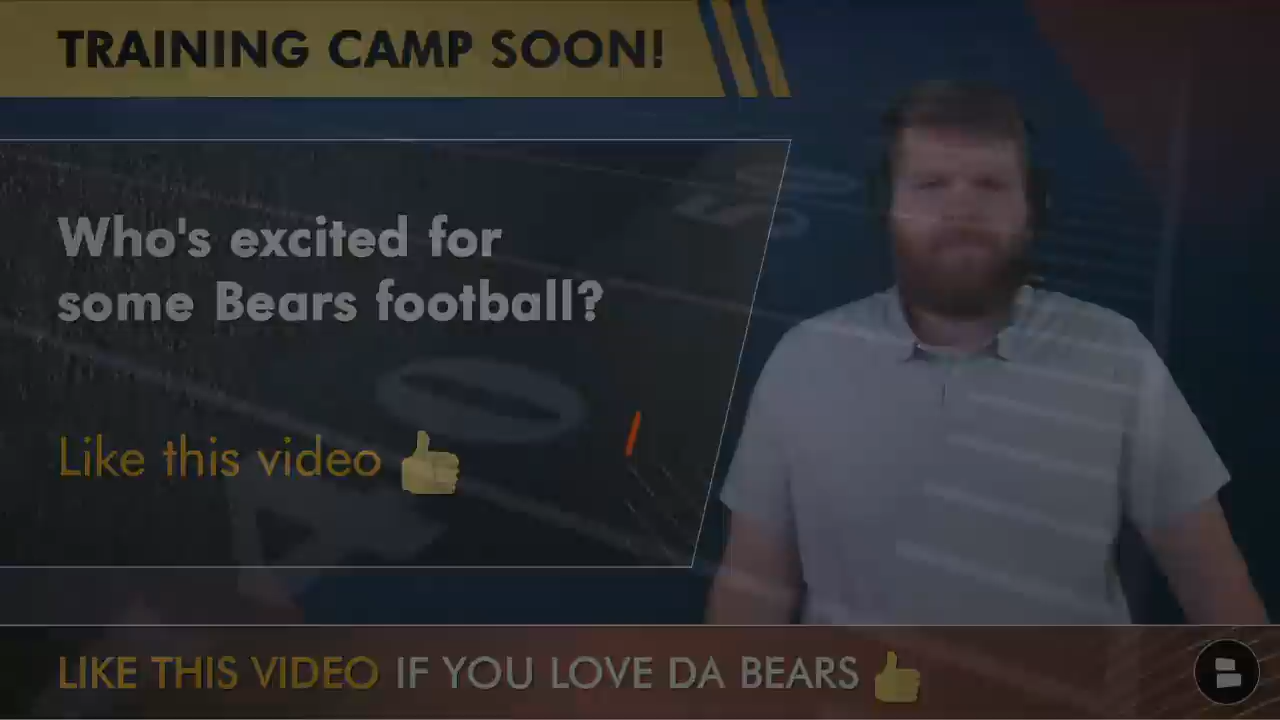 TRAINING CAMP SOON!
Who's excited for
some Bears football?
Like this video 👍
LIKE THIS VIDEO IF YOU LOVE DA BEARS 👍